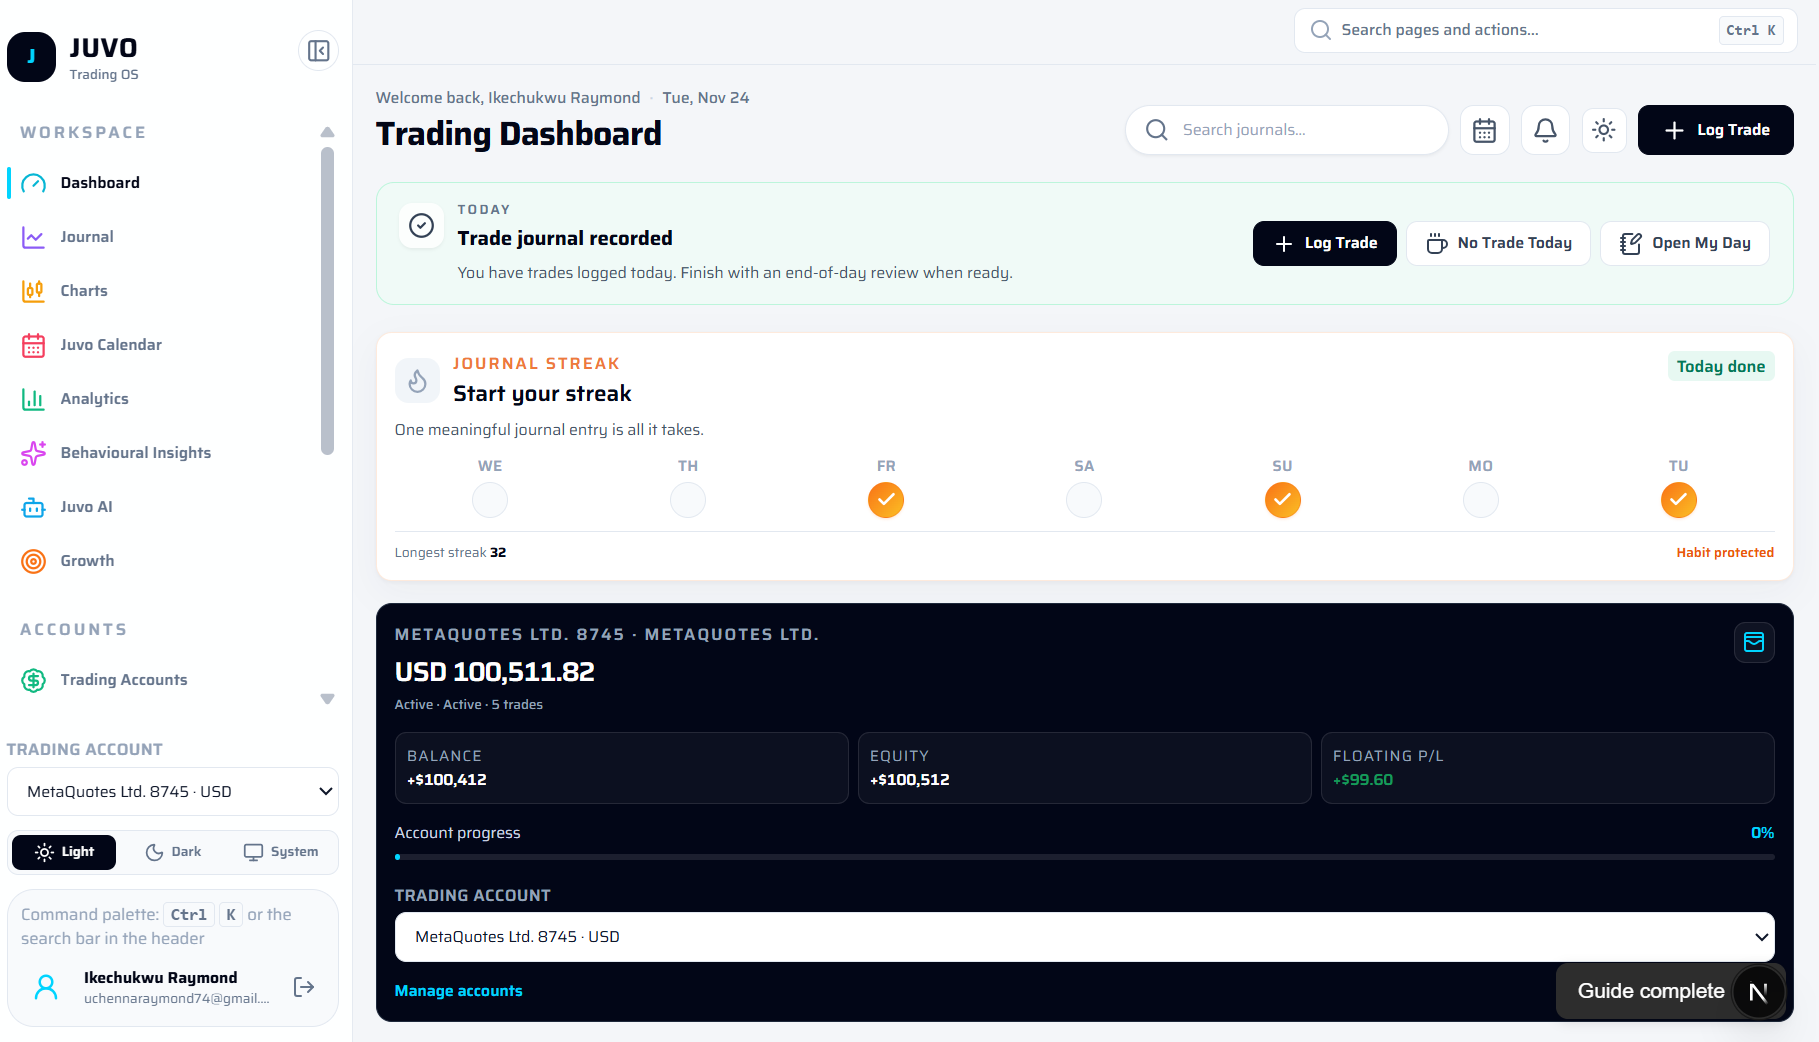 J
JUVO
Trading OS
WORKSPACE
Dashboard
Journal
Charts
Juvo Calendar
Analytics
Behavioural Insights
Juvo AI
Growth
ACCOUNTS
Trading Accounts
TRADING ACCOUNT
MetaQuotes Ltd. 8745 · USD
Light
Dark
System
Command palette: Ctrl K or the
search bar in the header
Ikechukwu Raymond
uchennaraymond74@gmail....
Search pages and actions...
Ctrl K
Welcome back, Ikechukwu Raymond · Tue, Nov 24
Trading Dashboard
Search journals...
Log Trade
TODAY
Trade journal recorded
You have trades logged today. Finish with an end-of-day review when ready.
Log Trade
No Trade Today
Open My Day
JOURNAL STREAK
Start your streak
Today done
One meaningful journal entry is all it takes.
WE TH FR SA SU MO TU
Longest streak 32
Habit protected
METAQUOTES LTD. 8745 · METAQUOTES LTD.
USD 100,511.82
Active · Active · 5 trades
BALANCE
+$100,412
EQUITY
+$100,512
FLOATING P/L
+$99.60
Account progress
0%
TRADING ACCOUNT
MetaQuotes Ltd. 8745 · USD
Manage accounts
Guide complete
N